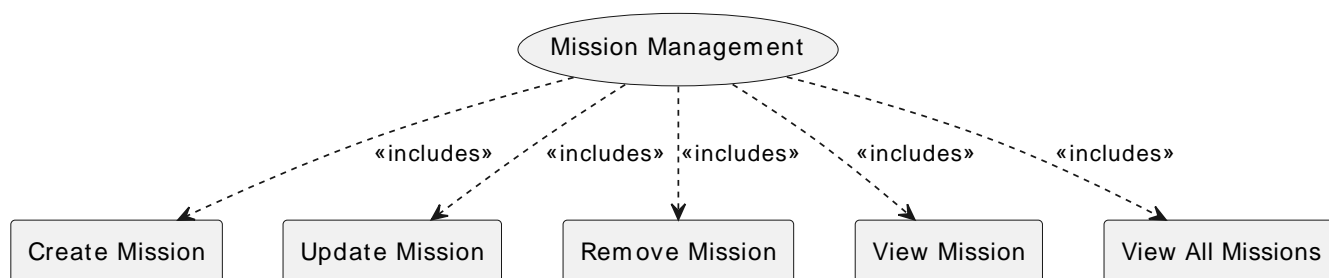 Mission Management
«includes» «includes» «includes» «includes» «includes»
Create Mission Update Mission Remove Mission View Mission View All Missions